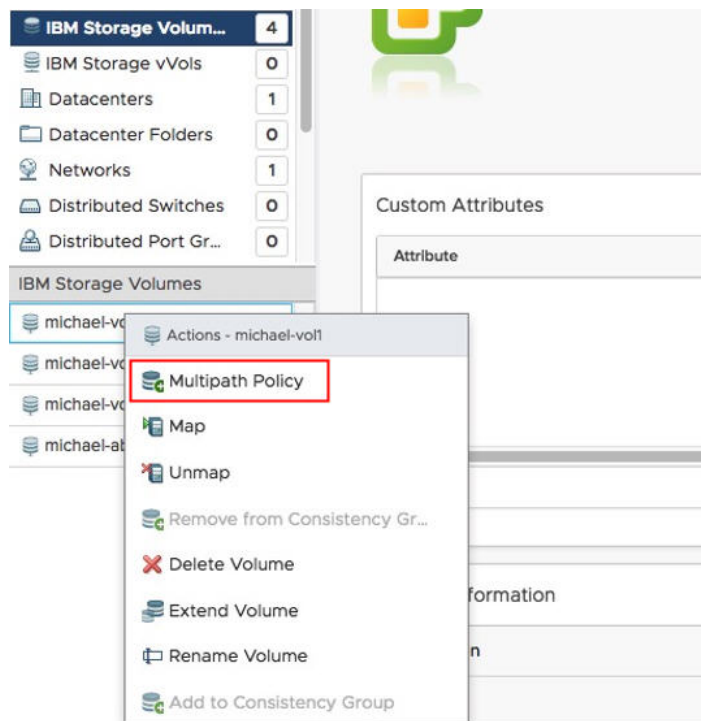 IBM Storage Volum... 4
IBM Storage vVols 0
Datacenters 1
Datacenter Folders 0
Networks 1
Distributed Switches 0
Distributed Port Gr... 0
IBM Storage Volumes
michael-vo
michael-vo
michael-vo
michael-ab
Actions - michael-vol1
Multipath Policy
Map
Unmap
Remove from Consistency Gr...
Delete Volume
Extend Volume
Rename Volume
Add to Consistency Group
Custom Attributes
Attribute
formation
n